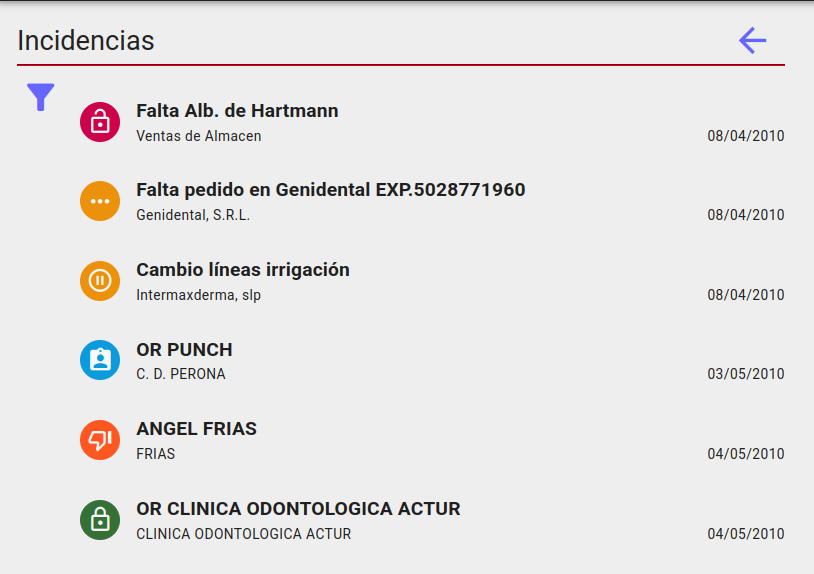 Incidencias
Falta Alb. de Hartmann
Ventas de Almacen
08/04/2010
Falta pedido en Genidental EXP.5028771960
Genidental, S.R.L.
08/04/2010
Cambio líneas irrigación
Intermaxderma, slp
08/04/2010
OR PUNCH
C. D. PERONA
03/05/2010
ANGEL FRIAS
FRIAS
04/05/2010
OR CLINICA ODONTOLOGICA ACTUR
CLINICA ODONTOLOGICA ACTUR
04/05/2010